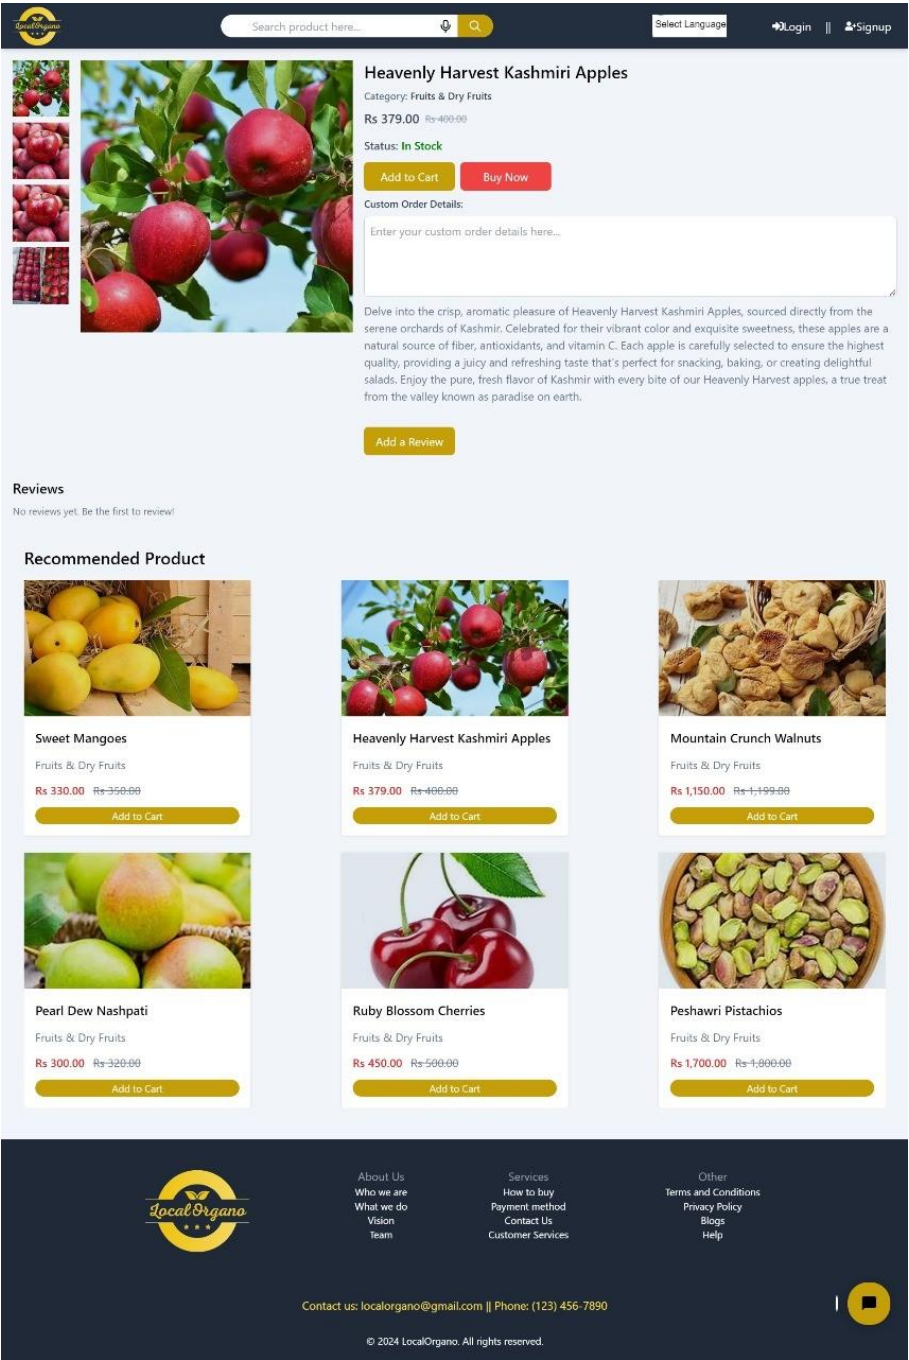 LocalOrgano
Search product here...
Select Language
Login || Signup
Heavenly Harvest Kashmiri Apples
Category: Fruits & Dry Fruits
Rs 379.00 Rs 400.00
Status: In Stock
Add to Cart Buy Now
Custom Order Details:
Enter your custom order details here...
Delve into the crisp, aromatic pleasure of Heavenly Harvest Kashmiri Apples, sourced directly from the
serene orchards of Kashmir. Celebrated for their vibrant color and exquisite sweetness, these apples are a
natural source of fiber, antioxidants, and vitamin C. Each apple is carefully selected to ensure the highest
quality, providing a juicy and refreshing taste that's perfect for snacking, baking, or creating delightful
salads. Enjoy the pure, fresh flavor of Kashmir with every bite of our Heavenly Harvest apples, a true treat
from the valley known as paradise on earth.
Add a Review
Reviews
No reviews yet. Be the first to review!
Recommended Product
Sweet Mangoes
Fruits & Dry Fruits
Rs 330.00 Rs 350.00
Add to Cart
Heavenly Harvest Kashmiri Apples
Fruits & Dry Fruits
Rs 379.00 Rs 400.00
Add to Cart
Mountain Crunch Walnuts
Fruits & Dry Fruits
Rs 1,150.00 Rs 1,199.00
Add to Cart
Pearl Dew Nashpati
Fruits & Dry Fruits
Rs 300.00 Rs 320.00
Add to Cart
Ruby Blossom Cherries
Fruits & Dry Fruits
Rs 450.00 Rs 500.00
Add to Cart
Peshawri Pistachios
Fruits & Dry Fruits
Rs 1,700.00 Rs 1,800.00
Add to Cart
LocalOrgano
About Us
Who we are
What we do
Vision
Team
Services
How to buy
Payment method
Contact Us
Customer Services
Other
Terms and Conditions
Privacy Policy
Blogs
Help
Contact us: localorgano@gmail.com || Phone: (123) 456-7890
© 2024 LocalOrgano. All rights reserved.